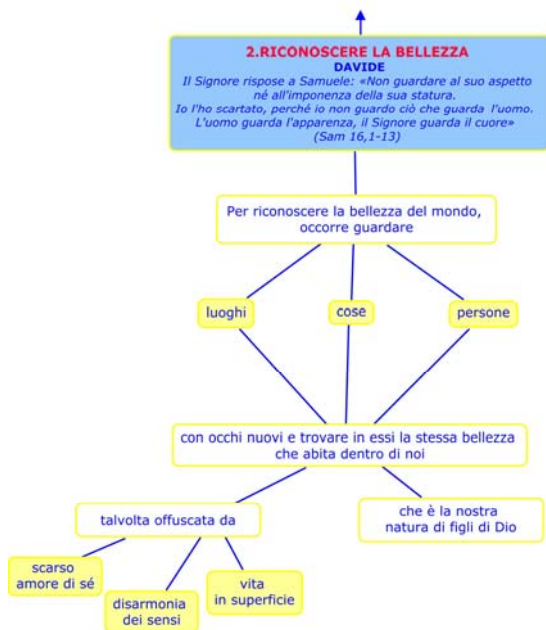 2.RICONOSCERE LA BELLEZZA
DAVIDE
Il Signore rispose a Samuele: «Non guardare al suo aspetto
né all'imponenza della sua statura.
Io l'ho scartato, perché io non guardo ciò che guarda l'uomo.
L'uomo guarda l'apparenza, il Signore guarda il cuore»
(Sam 16,1-13)
Per riconoscere la bellezza del mondo,
occorre guardare
luoghi
cose
persone
con occhi nuovi e trovare in essi la stessa bellezza
che abita dentro di noi
talvolta offuscata da
che è la nostra
natura di figli di Dio
scarso
amore di sé
disarmonia
dei sensi
vita
in superficie